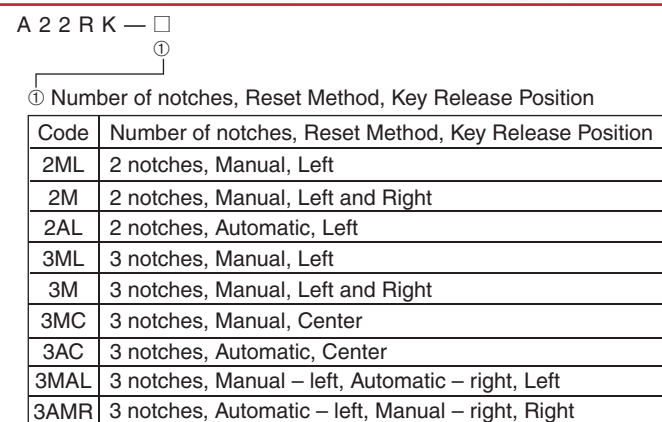 A22RK — □
①
① Number of notches, Reset Method, Key Release Position
Code Number of notches, Reset Method, Key Release Position
2ML 2 notches, Manual, Left
2M 2 notches, Manual, Left and Right
2AL 2 notches, Automatic, Left
3ML 3 notches, Manual, Left
3M 3 notches, Manual, Left and Right
3MC 3 notches, Manual, Center
3AC 3 notches, Automatic, Center
3MAL 3 notches, Manual – left, Automatic – right, Left
3AMR 3 notches, Automatic – left, Manual – right, Right